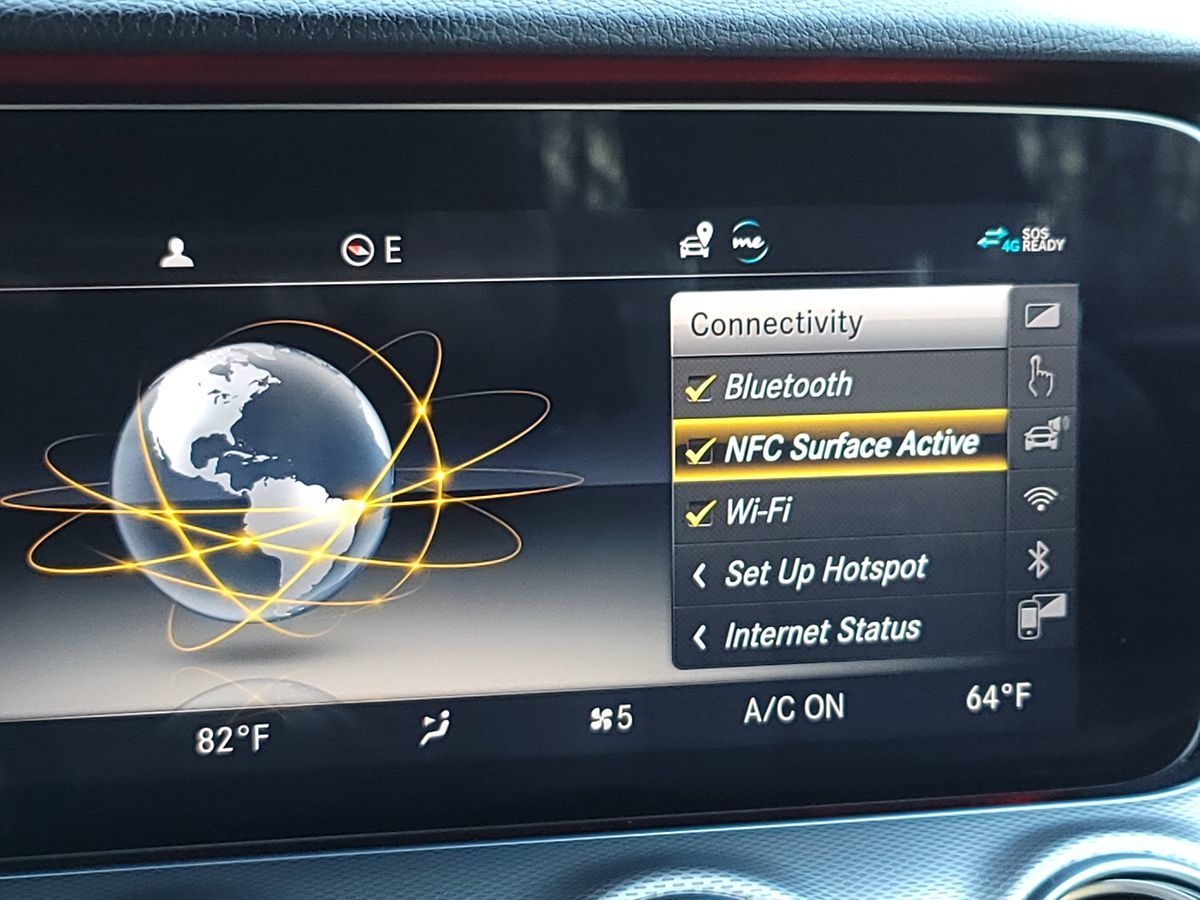 E
me
4G SOS READY
Connectivity
Bluetooth
NFC Surface Active
Wi-Fi
Set Up Hotspot
Internet Status
82°F
5
A/C ON
64°F